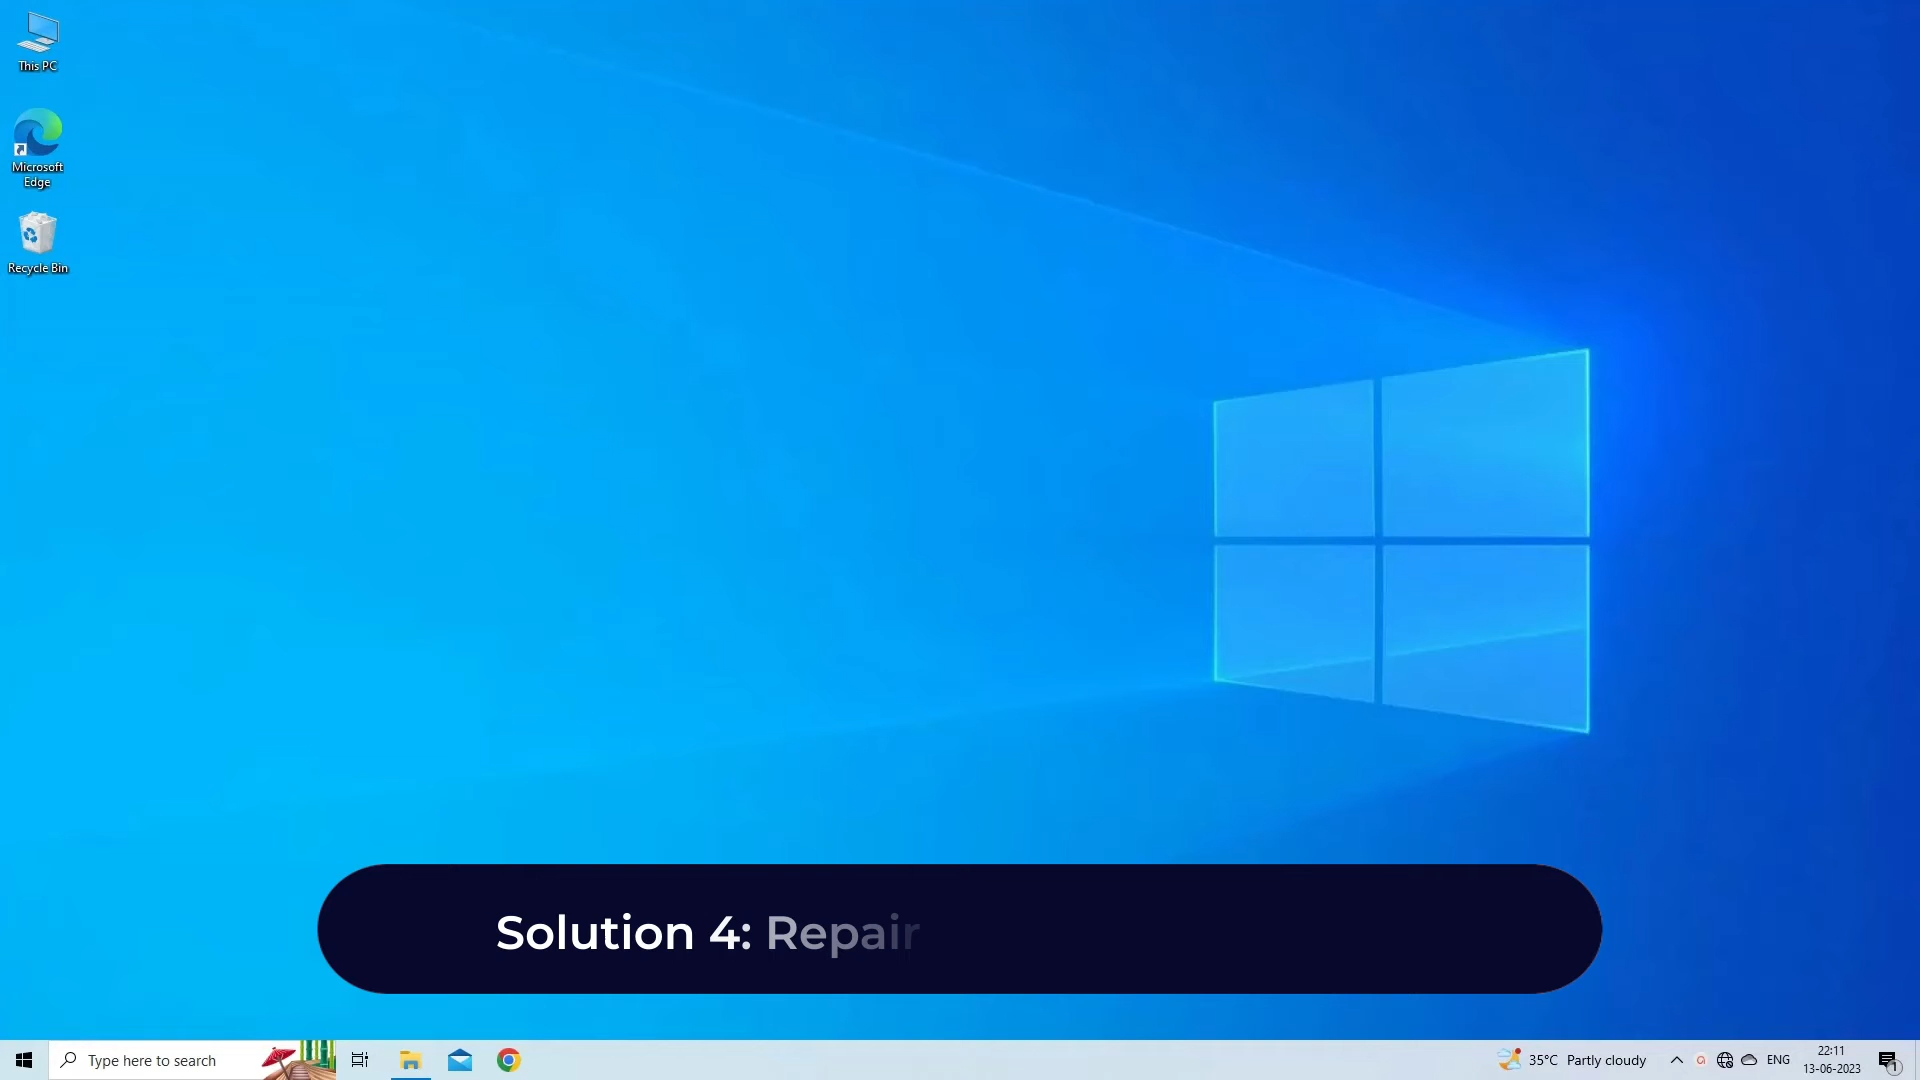 This PC
Microsoft
Edge
Recycle Bin
Solution 4: Repair
Type here to search
35°C Partly cloudy
ENG
22:11
13-06-2023
1